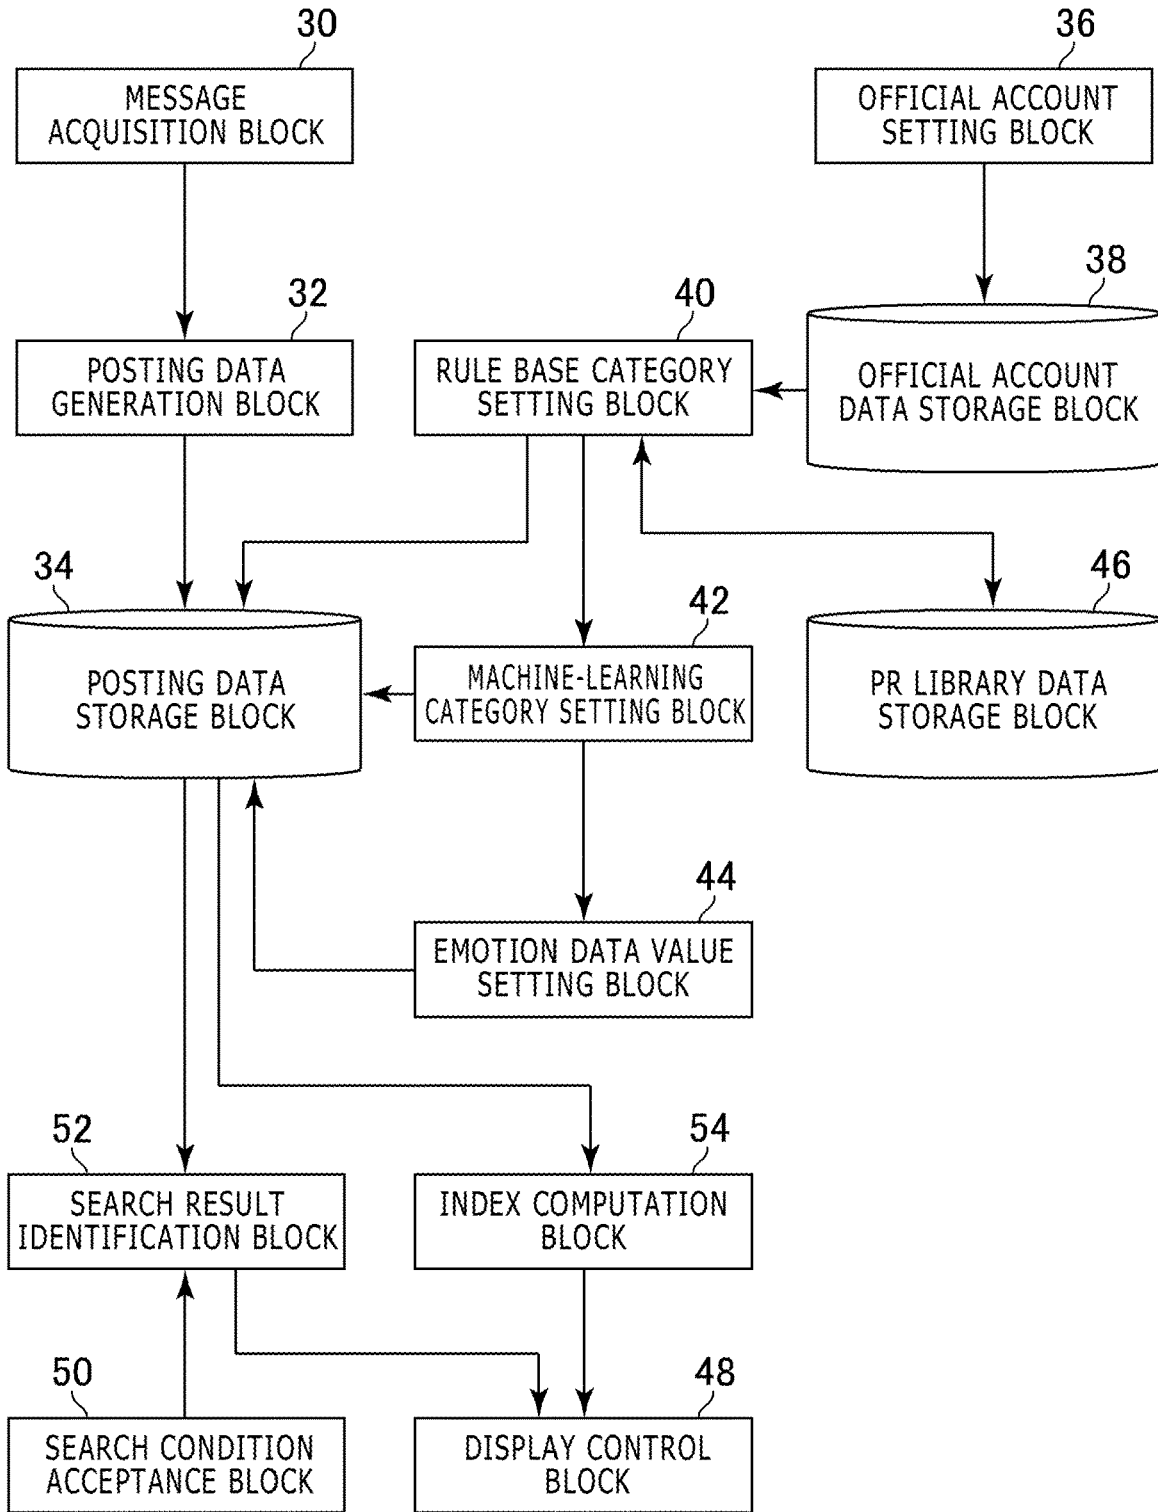 30
MESSAGE
ACQUISITION BLOCK
36
OFFICIAL ACCOUNT
SETTING BLOCK
32
POSTING DATA
GENERATION BLOCK
40
RULE BASE CATEGORY
SETTING BLOCK
38
OFFICIAL ACCOUNT
DATA STORAGE BLOCK
34
POSTING DATA
STORAGE BLOCK
42
MACHINE-LEARNING
CATEGORY SETTING BLOCK
46
PR LIBRARY DATA
STORAGE BLOCK
44
EMOTION DATA VALUE
SETTING BLOCK
52
SEARCH RESULT
IDENTIFICATION BLOCK
54
INDEX COMPUTATION
BLOCK
50
SEARCH CONDITION
ACCEPTANCE BLOCK
48
DISPLAY CONTROL
BLOCK